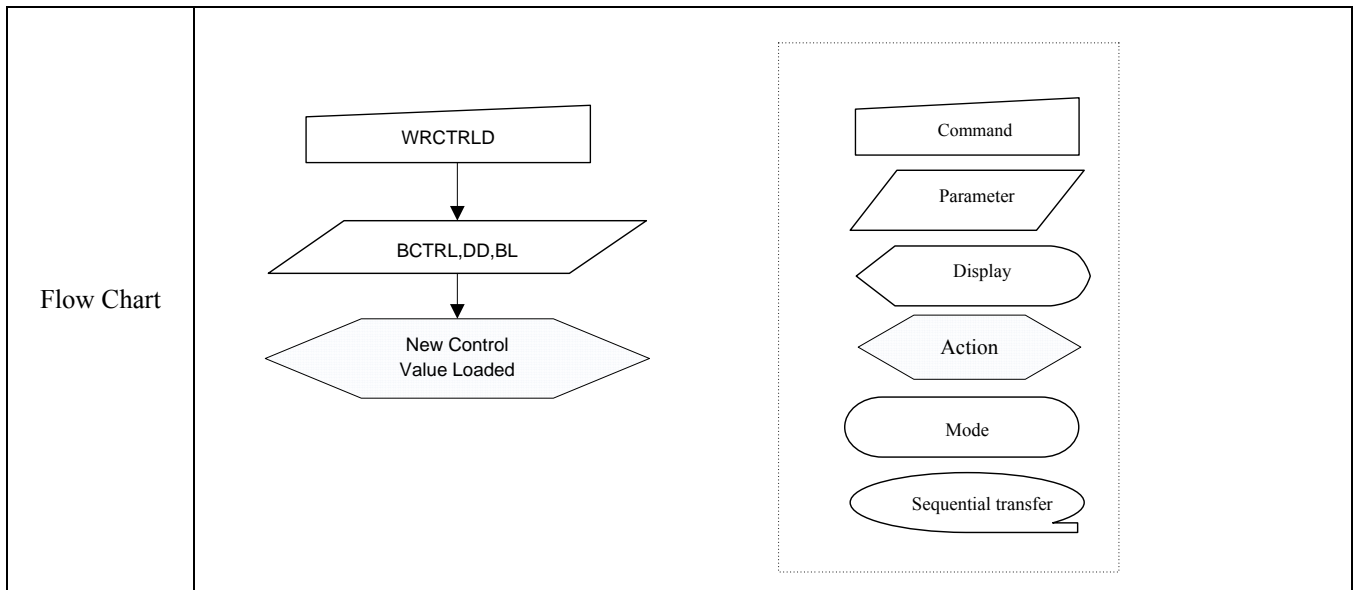 Flow Chart
WRCTRLD
BCTRL,DD,BL
New Control
Value Loaded
Command
Parameter
Display
Action
Mode
Sequential transfer